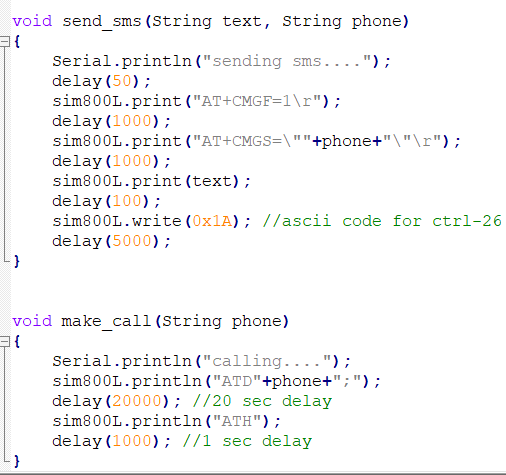 void send_sms(String text, String phone)
{
    Serial.println("sending sms....");
    delay(50);
    sim800L.print("AT+CMGF=1\r");
    delay(1000);
    sim800L.print("AT+CMGS=\""+phone+"\"\r");
    delay(1000);
    sim800L.print(text);
    delay(100);
    sim800L.write(0x1A); //ascii code for ctrl-26
    delay(5000);
}
void make_call(String phone)
{
    Serial.println("calling....");
    sim800L.println("ATD"+phone+";");
    delay(20000); //20 sec delay
    sim800L.println("ATH");
    delay(1000); //1 sec delay
}